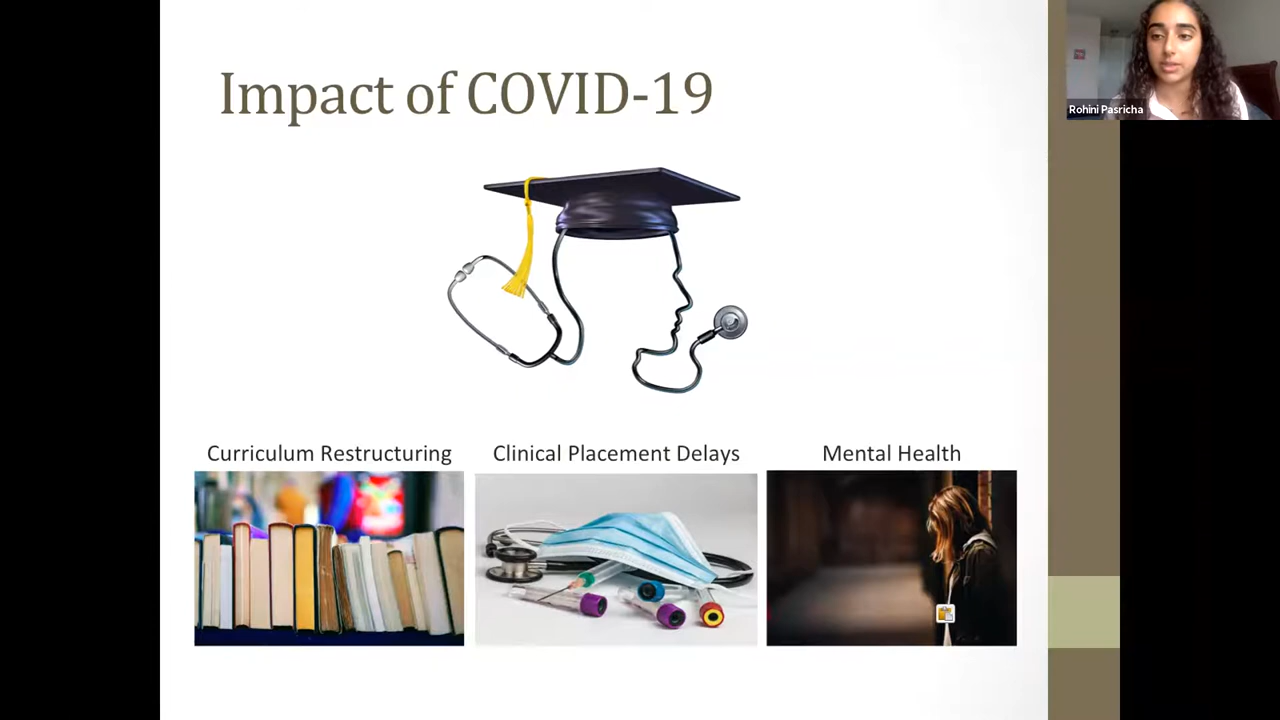 Impact of COVID-19
Rohini Pasricha
Curriculum Restructuring
Clinical Placement Delays
Mental Health